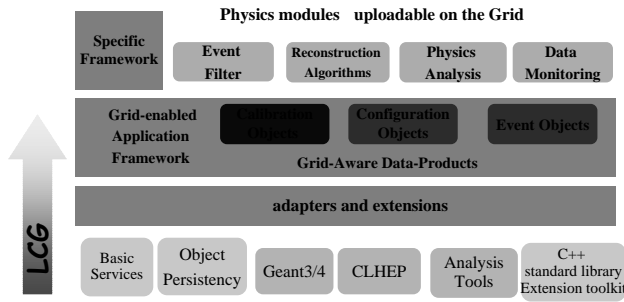 Physics modules uploadable on the Grid
Specific
Framework
Event
Filter
Reconstruction
Algorithms
Physics
Analysis
Data
Monitoring
Grid-enabled
Application
Framework
Calibration
Objects
Configuration
Objects
Event Objects
Grid-Aware Data-Products
adapters and extensions
LCG
Basic
Services
Object
Persistency
Geant3/4
CLHEP
Analysis
Tools
C++
standard library
Extension toolkit